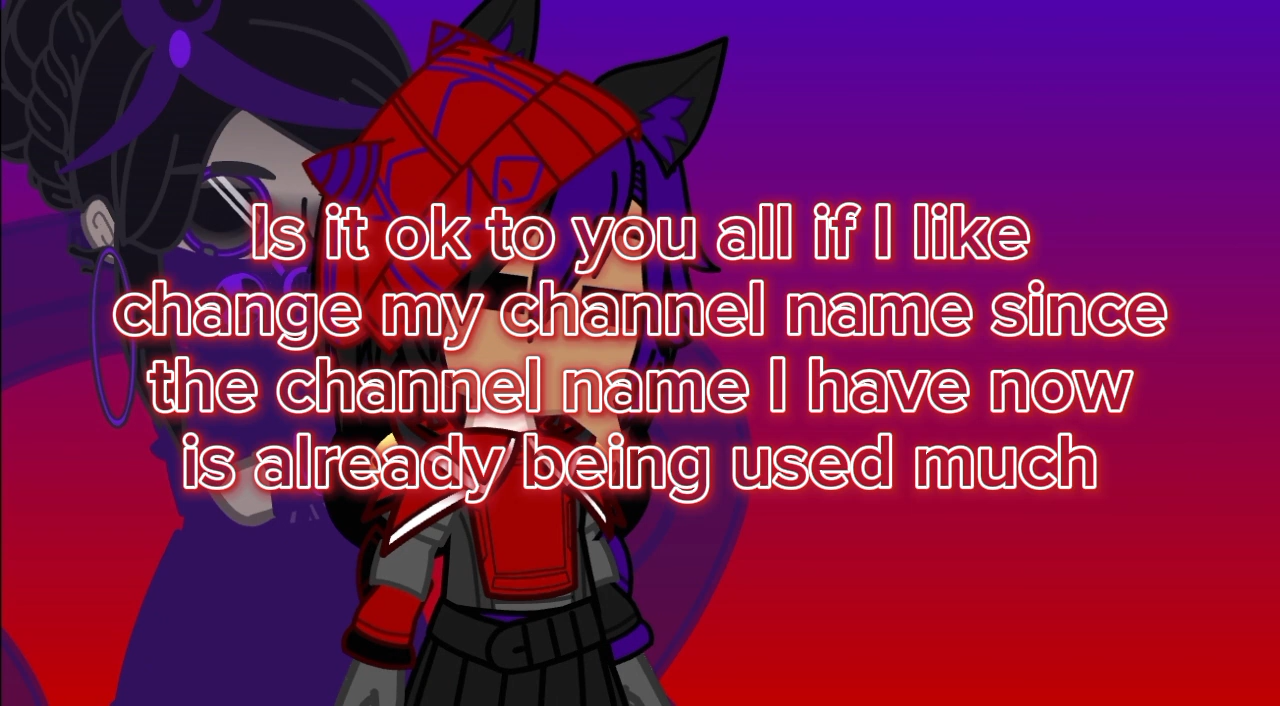 Is it ok to you all if I like
change my channel name since
the channel name I have now
is already being used much